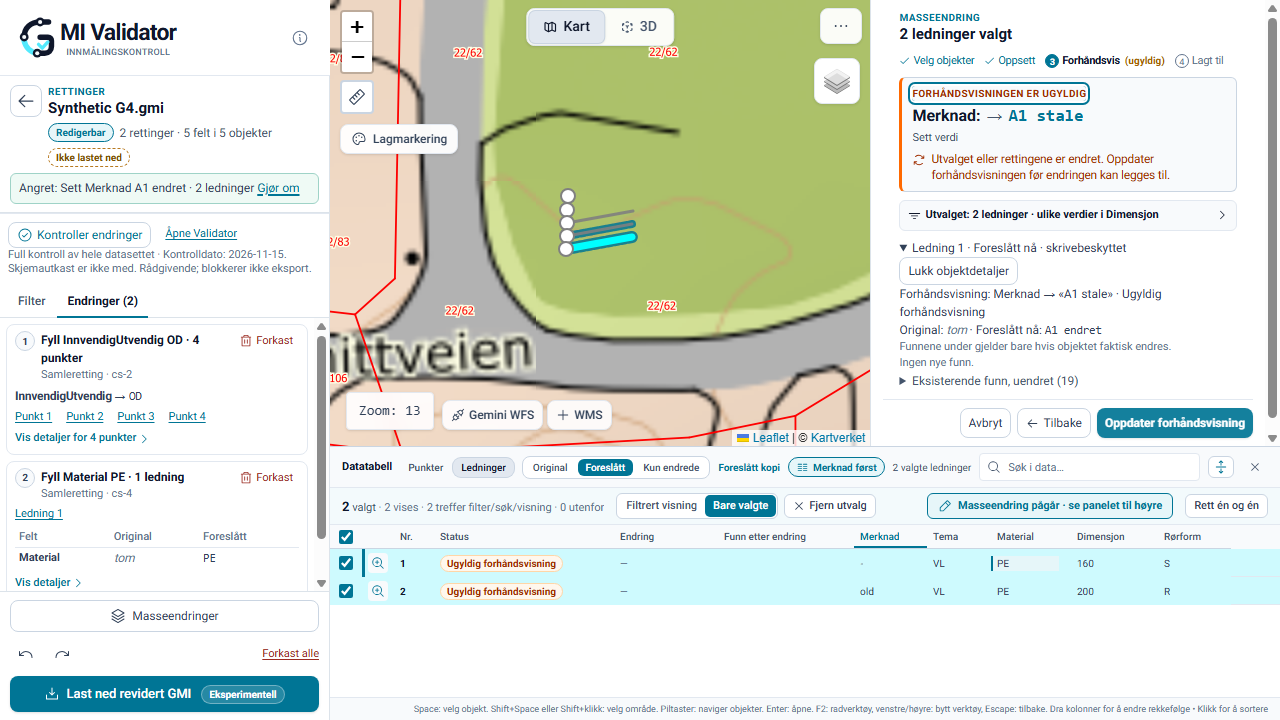 MI Validator
INNMÅLINGSKONTROLL
RETTINGER
Synthetic G4.gmi
Redigerbar 2 rettinger · 5 felt i 5 objekter
Ikke lastet ned
Angret: Sett Merknad A1 endret · 2 ledninger Gjør om
Kontroller endringer Åpne Validator
Full kontroll av hele datasettet · Kontrolldato: 2026-11-15.
Skjemautkast er ikke med. Rådgivende; blokkerer ikke eksport.
Filter Endringer (2)
1 Fyll InnvendigUtvendig OD · 4 punkter Forkast
Samleretting · cs-2
InnvendigUtvendig → OD
Punkt 1 Punkt 2 Punkt 3 Punkt 4
Vis detaljer for 4 punkter
2 Fyll Material PE · 1 ledning Forkast
Samleretting · cs-4
Ledning 1
Felt Original Foreslått
Material tom PE
Vis detaljer
Masseendringer
Forkast alle
Last ned revidert GMI Eksperimentell
+
−
Kart 3D
...
Lagmarkering
22/62
22/62
22/62
22/62
2/83
106
ittveien
Zoom: 13
Gemini WFS
+ WMS
Leaflet | © Kartverket
MASSEENDRING
2 ledninger valgt
Velg objekter Oppsett 3 Forhåndsvis (ugyldig) 4 Lagt til
FORHÅNDSVISNINGEN ER UGYLDIG
Merknad: → A1 stale
Sett verdi
Utvalget eller rettingene er endret. Oppdater
forhåndsvisningen før endringen kan legges til.
Utvalget: 2 ledninger · ulike verdier i Dimensjon
Ledning 1 · Foreslått nå · skrivebeskyttet
Lukk objektdetaljer
Forhåndsvisning: Merknad → «A1 stale» · Ugyldig
forhåndsvisning
Original: tom · Foreslått nå: A1 endret
Funnene under gjelder bare hvis objektet faktisk endres.
Ingen nye funn.
Eksisterende funn, uendret (19)
Avbryt Tilbake Oppdater forhåndsvisning
Datatabell Punkter Ledninger Original Foreslått Kun endrede Foreslått kopi Merknad først 2 valgte ledninger Søk i data…
2 valgt · 2 vises · 2 treffer filter/søk/visning · 0 utenfor Filtrert visning Bare valgte Fjern utvalg Masseendring pågår · se panelet til høyre Rett én og én
Nr. Status Endring Funn etter endring Merknad Tema Material Dimensjon Rørform
1 Ugyldig forhåndsvisning — · VL PE 160 S
2 Ugyldig forhåndsvisning — old VL PE 200 R
Space: velg objekt. Shift+Space eller Shift+klikk: velg område. Piltaster: naviger objekter. Enter: åpne. F2: radverktøy, venstre/høyre: bytt verktøy, Escape: tilbake. Dra kolonner for å endre rekkefølge • Klikk for å sortere